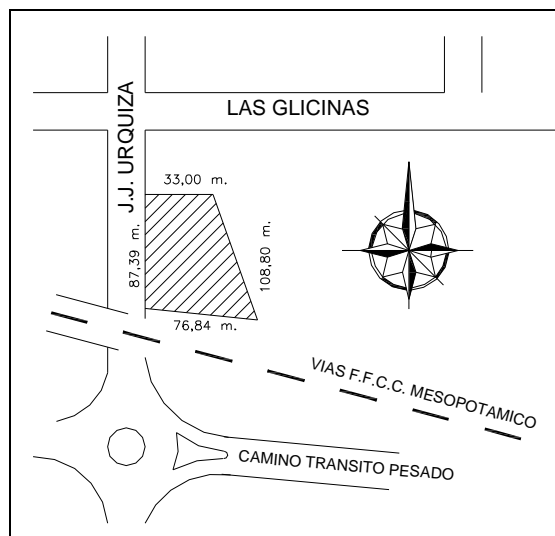 LAS GLICINAS
J.J. URQUIZA
33,00 m.
87,39 m.
108,80 m.
76,84 m.
VIAS F.F.C.C. MESOPOTAMICO
CAMINO TRANSITO PESADO